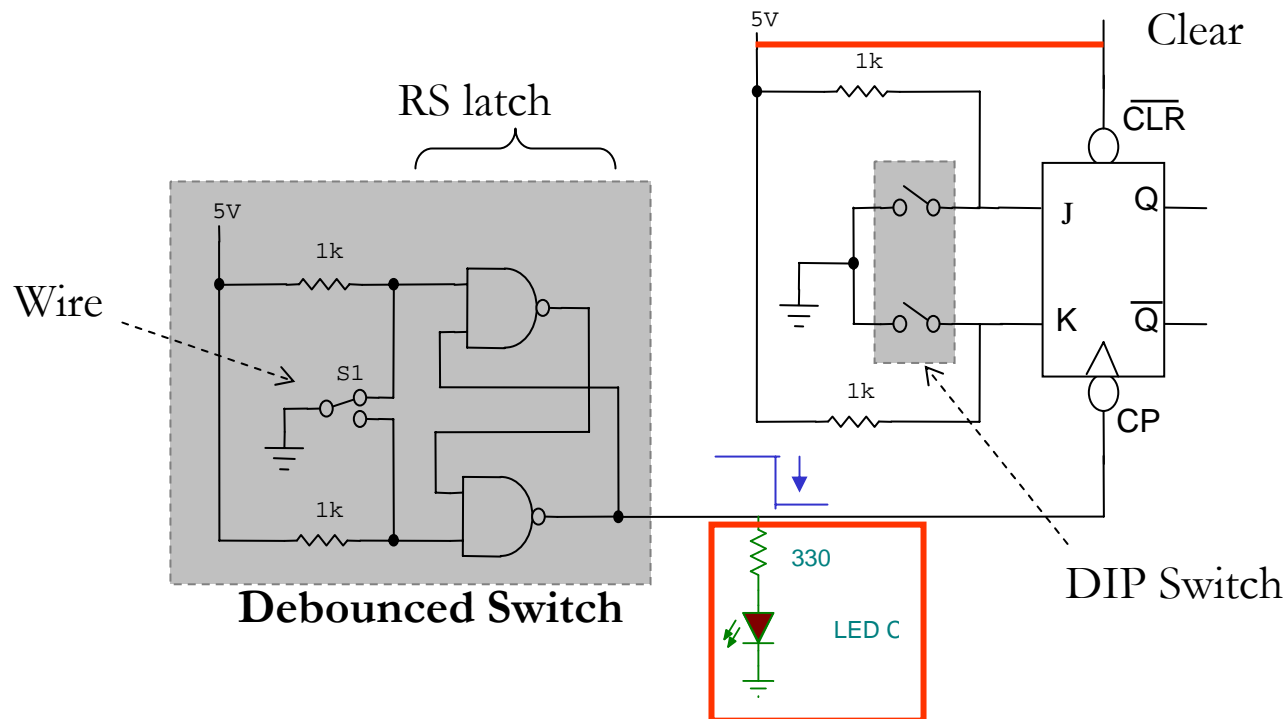 5V
Clear
1k
RS latch
CLR
5V
J
Q
1k
Wire
K
Q
S1
1k
CP
1k
330
DIP Switch
Debounced Switch
LED C